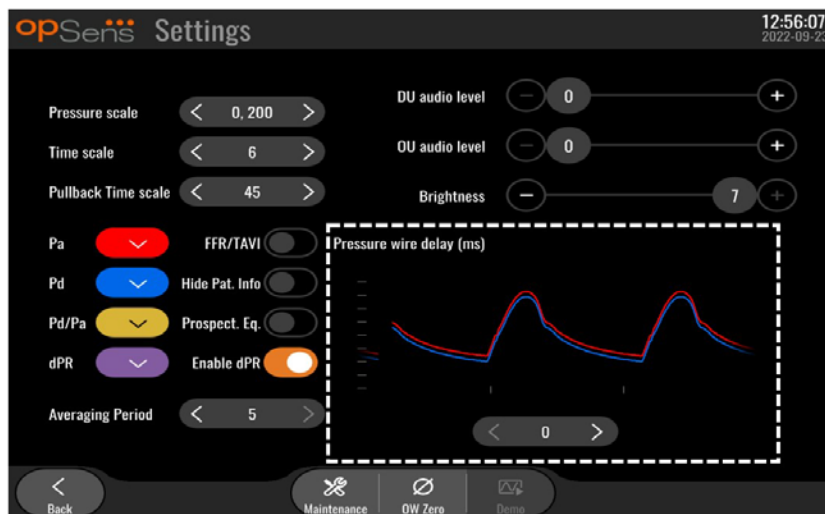 opSens Settings
12:56:07
2022-09-23
Pressure scale 0, 200
Time scale 6
Pullback Time scale 45
DU audio level 0
OU audio level 0
Brightness 7
Pa FFR/TAVI
Pd Hide Pat. Info
Pd/Pa Prospect. Eq.
dPR Enable dPR
Averaging Period 5
Pressure wire delay (ms)
0
Back
Maintenance
OW Zero
Demo